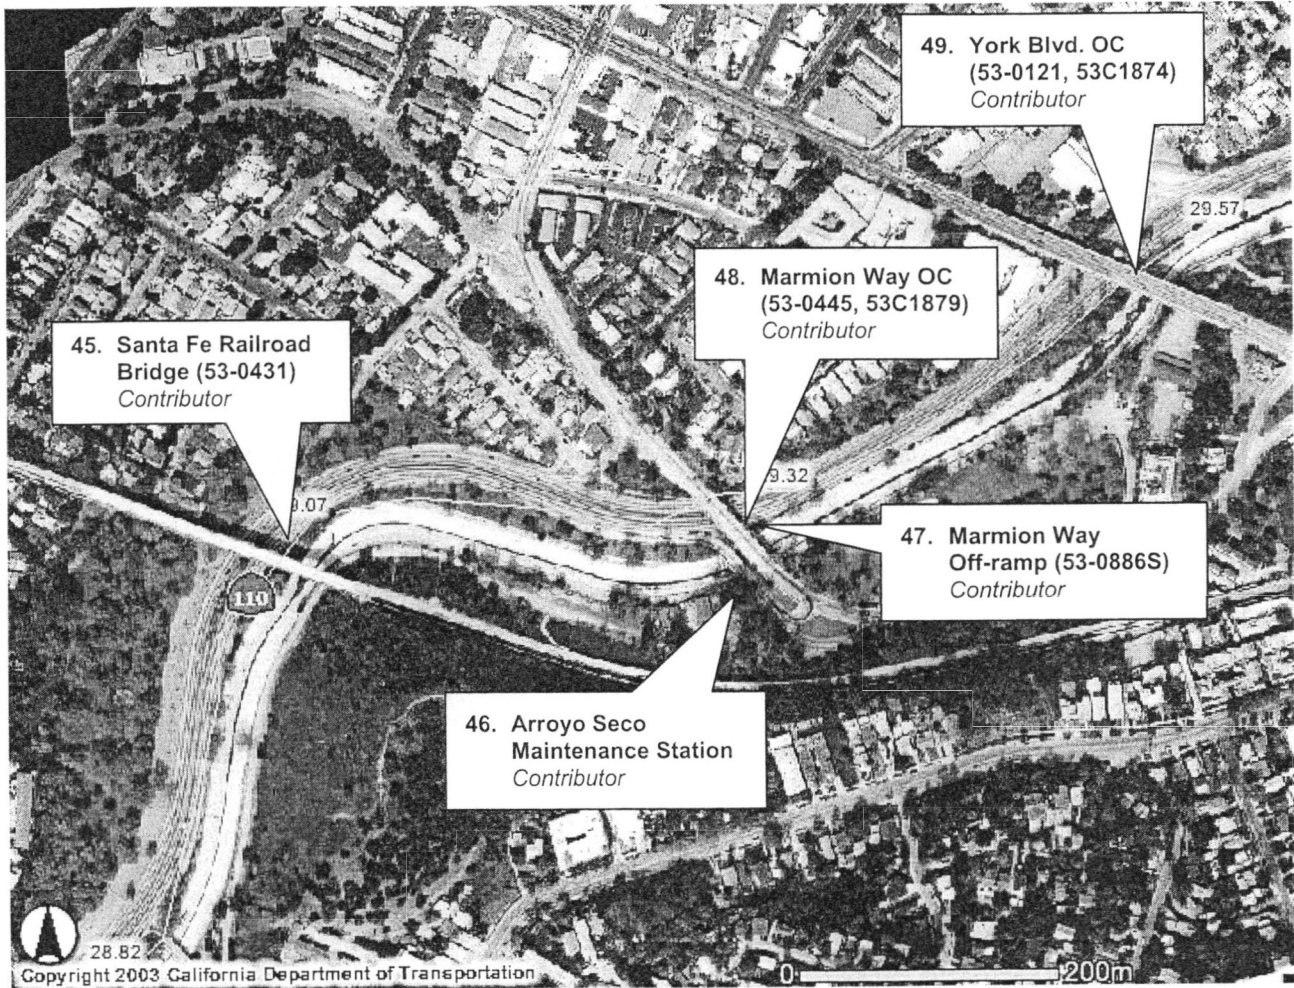 49. York Blvd. OC
(53-0121, 53C1874)
Contributor
29.57
48. Marmion Way OC
(53-0445, 53C1879)
Contributor
45. Santa Fe Railroad
Bridge (53-0431)
Contributor
9.32
9.07
47. Marmion Way
Off-ramp (53-0886S)
Contributor
110
46. Arroyo Seco
Maintenance Station
Contributor
28.82
Copyright 2003 California Department of Transportation
0 200m